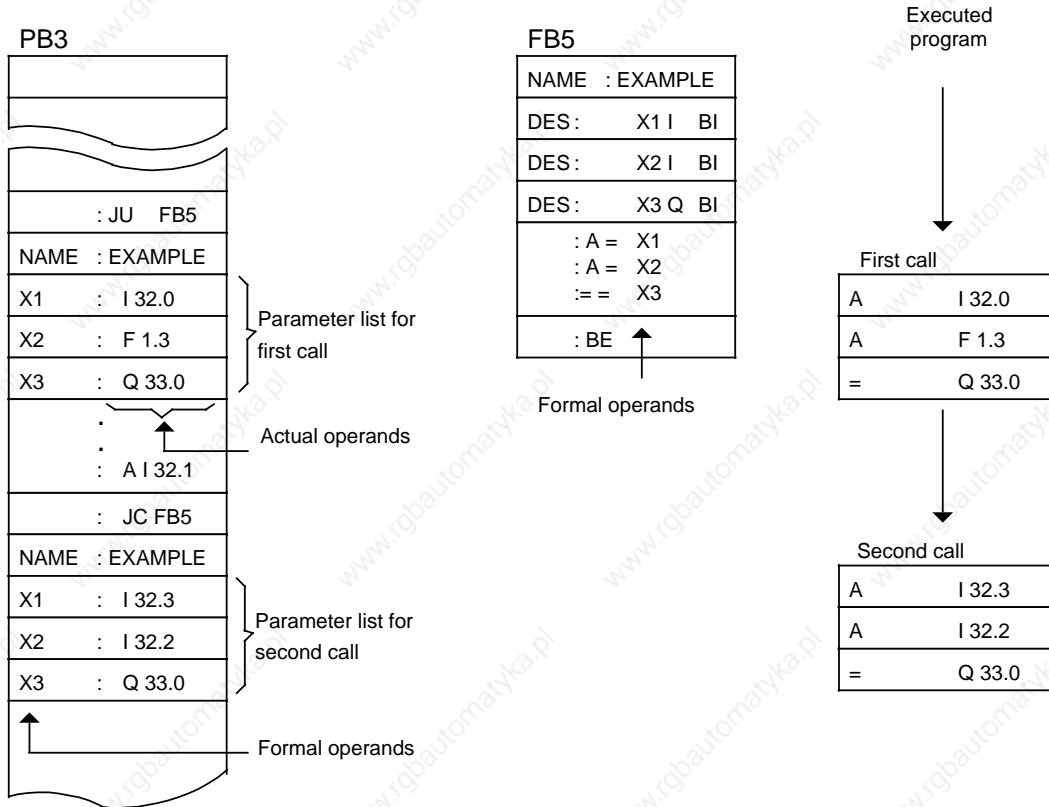 PB3
: JU FB5
NAME : EXAMPLE
X1 : I 32.0
X2 : F 1.3
X3 : Q 33.0
.
.
: A I 32.1
: JC FB5
NAME : EXAMPLE
X1 : I 32.3
X2 : I 32.2
X3 : Q 33.0
Parameter list for
first call
Actual operands
Parameter list for
second call
Formal operands
FB5
NAME : EXAMPLE
DES : X1 I BI
DES : X2 I BI
DES : X3 Q BI
: A = X1
: A = X2
:= = X3
: BE
Formal operands
Executed
program
First call
A I 32.0
A F 1.3
= Q 33.0
Second call
A I 32.3
A I 32.2
= Q 33.0
www.rgbautomatyka.pl